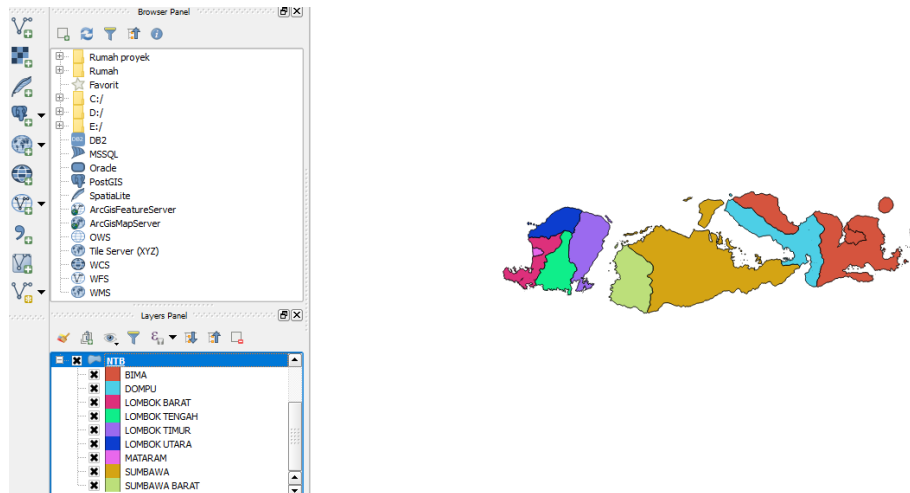 Browser Panel
Rumah proyek
Rumah
Favorit
C:/
D:/
E:/
DB2
DB2
MSSQL
Oracle
PostGIS
SpatiaLite
ArcGisFeatureServer
ArcGisMapServer
OWS
Tile Server (XYZ)
WCS
WFS
WMS
Layers Panel
NTB
BIMA
DOMPU
LOMBOK BARAT
LOMBOK TENGAH
LOMBOK TIMUR
LOMBOK UTARA
MATARAM
SUMBAWA
SUMBAWA BARAT